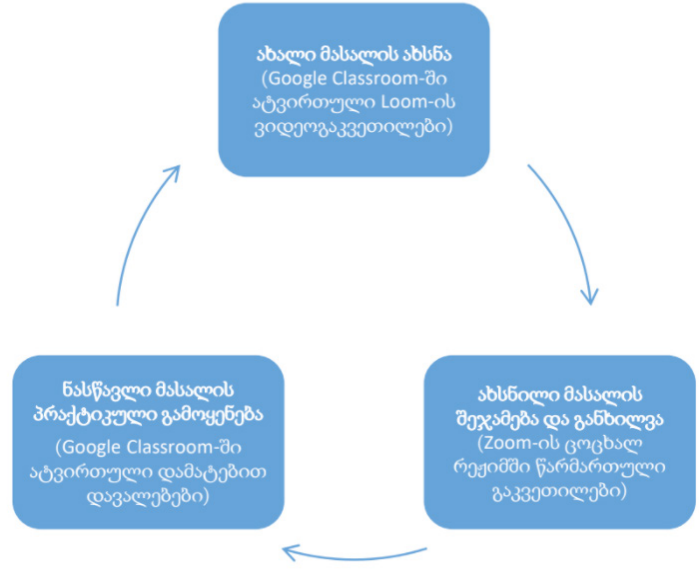 ახალი მასალის ახსნა
(Google Classroom-ში
ატვირთული Loom-ის
ვიდეოგაკვეთილები)
ახსნილი მასალის
შეჯამება და განხილვა
(Zoom-ის ცოცხალ
რეჟიმში წარმართული
გაკვეთილები)
ნასწავლი მასალის
პრაქტიკული გამოყენება
(Google Classroom-ში
ატვირთული დამატებით
დავალებები)